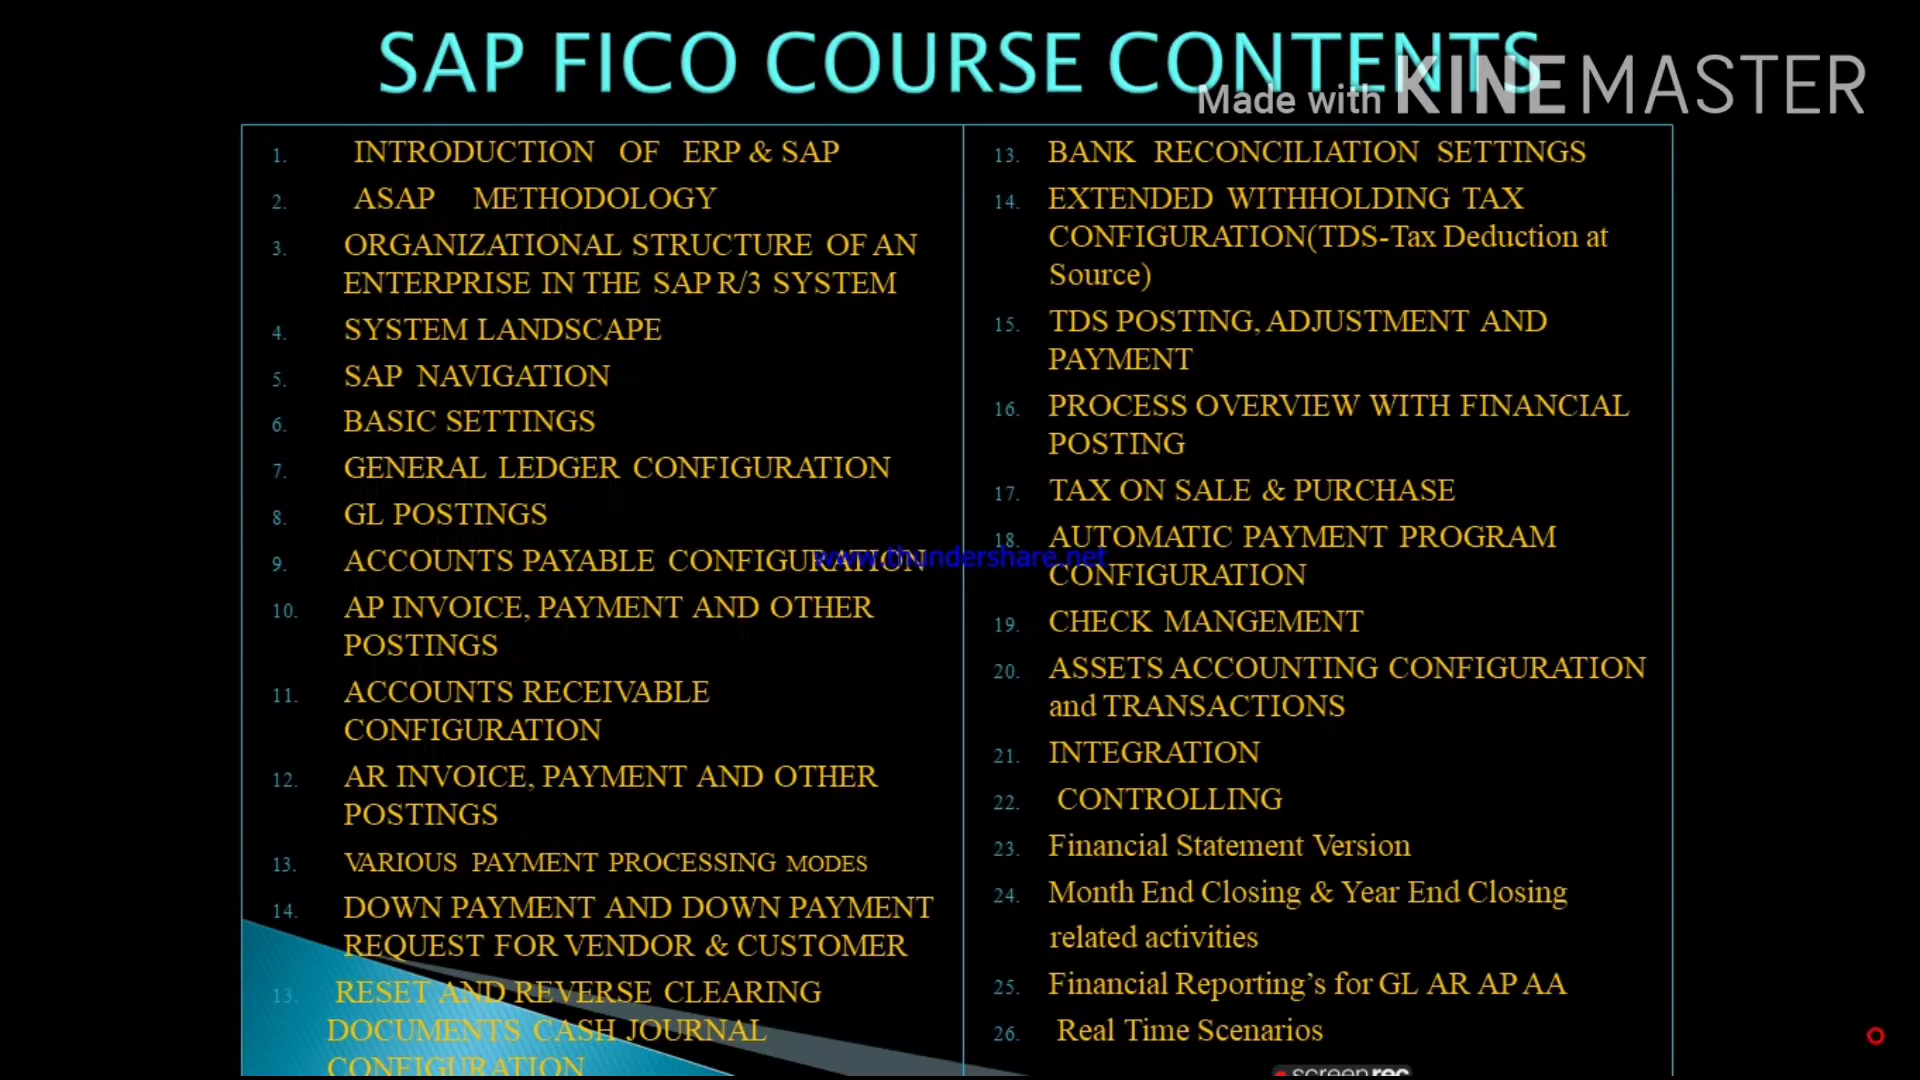 SAP FICO COURSE CONTENTS
Made with KINEMASTER
1. INTRODUCTION OF ERP & SAP
2. ASAP METHODOLOGY
3. ORGANIZATIONAL STRUCTURE OF AN
ENTERPRISE IN THE SAP R/3 SYSTEM
4. SYSTEM LANDSCAPE
5. SAP NAVIGATION
6. BASIC SETTINGS
7. GENERAL LEDGER CONFIGURATION
8. GL POSTINGS
9. ACCOUNTS PAYABLE CONFIGURATION
10. AP INVOICE, PAYMENT AND OTHER
POSTINGS
11. ACCOUNTS RECEIVABLE
CONFIGURATION
12. AR INVOICE, PAYMENT AND OTHER
POSTINGS
13. VARIOUS PAYMENT PROCESSING MODES
14. DOWN PAYMENT AND DOWN PAYMENT
REQUEST FOR VENDOR & CUSTOMER
13. RESET AND REVERSE CLEARING
DOCUMENTS CASH JOURNAL
CONFIGURATION
13. BANK RECONCILIATION SETTINGS
14. EXTENDED WITHHOLDING TAX
CONFIGURATION(TDS-Tax Deduction at
Source)
15. TDS POSTING, ADJUSTMENT AND
PAYMENT
16. PROCESS OVERVIEW WITH FINANCIAL
POSTING
17. TAX ON SALE & PURCHASE
18. AUTOMATIC PAYMENT PROGRAM
CONFIGURATION
19. CHECK MANGEMENT
20. ASSETS ACCOUNTING CONFIGURATION
and TRANSACTIONS
21. INTEGRATION
22. CONTROLLING
23. Financial Statement Version
24. Month End Closing & Year End Closing
related activities
25. Financial Reporting's for GL AR AP AA
26. Real Time Scenarios
www.thundershare.net
screenrec